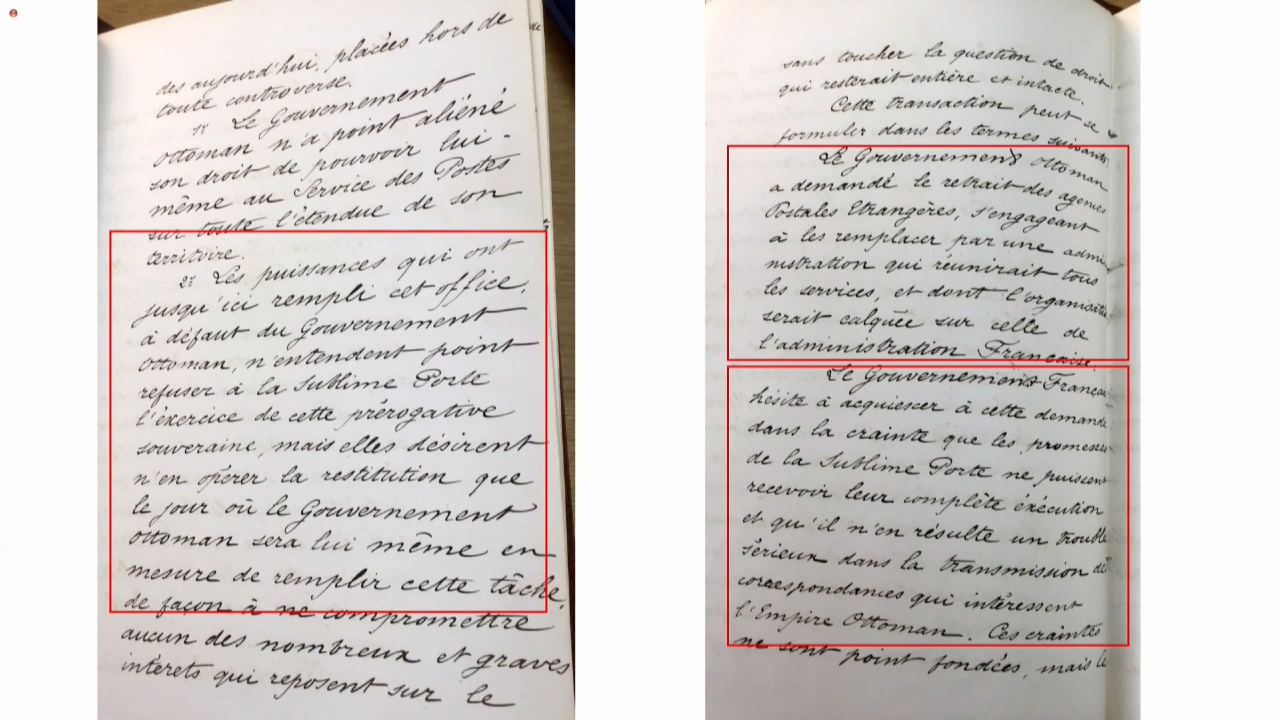 des aujourd'hui, placées hors de
toute controverse.
1º Le Gouvernement
Ottoman n'a point aliéné
son droit de pourvoir lui-
même au Service des Postes
sur toute l'étendue de son
territoire.
2º Les puissances qui ont
jusqu'ici rempli cet office,
à défaut du Gouvernement
Ottoman, n'entendent point
refuser à la Sublime Porte
l'éxercice de cette prérogative
souveraine, mais elles désirent
n'en opérer la restitution que
le jour où le Gouvernement
Ottoman sera lui même en
mesure de remplir cette tâche,
de façon à ne compromettre
aucun des nombreux et graves
intérets qui reposent sur le
sans toucher la question de droit
qui resterait entière et intacte.
Cette transaction peut se
formuler dans les termes suivants:
Le Gouvernement Ottoman
a demandé le retrait des agences
Postales Etrangères, s'engageant
à les remplacer par une admi-
nistration qui réunirait tous
les services, et dont l'organisation
serait calquée sur celle de
l'administration Française.
Le Gouvernement Français
hésite à acquiescer à cette demande
dans la crainte que les promesses
de la Sublime Porte ne puissent
recevoir leur complète éxécution
et qu'il n'en résulte un trouble
sérieux dans la transmission des
correspondances qui intéressent
l'Empire Ottoman. Ces craintes
ne sont point fondées, mais le